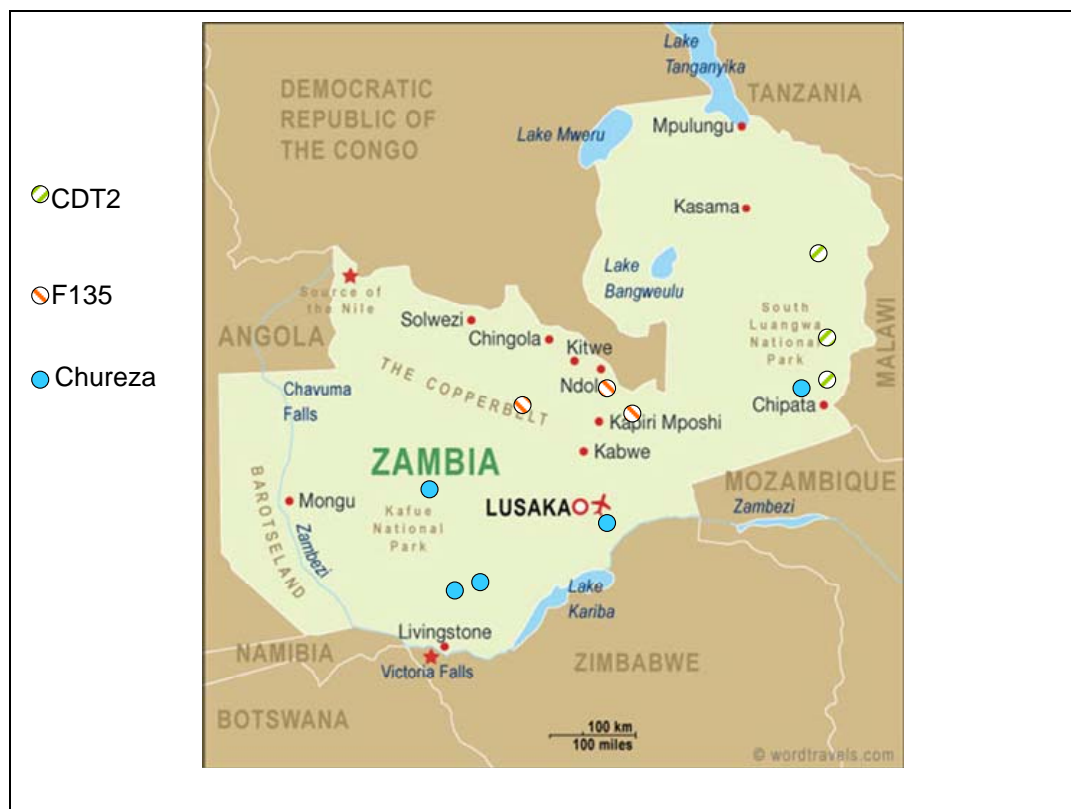 CDT2
F135
Chureza
DEMOCRATIC
REPUBLIC OF
THE CONGO
Lake
Tanganyika
TANZANIA
Lake Mweru
Mpulungu
Kasama
Lake
Bangweulu
Source of
the Nile
ANGOLA
Solwezi
Chingola
Kitwe
Ndol
South
Luangwa
National
Park
MALAWI
Chavuma
Falls
THE COPPERBELT
Kapiri Mposhi
Chipata
Kabwe
ZAMBIA
MOZAMBIQUE
BAROTSELAND
Mongu
Zambezi
Kafue
National
Park
LUSAKA
Zambezi
Lake
Kariba
Livingstone
NAMIBIA
Victoria Falls
ZIMBABWE
BOTSWANA
100 km
100 miles
© wordtravels.com